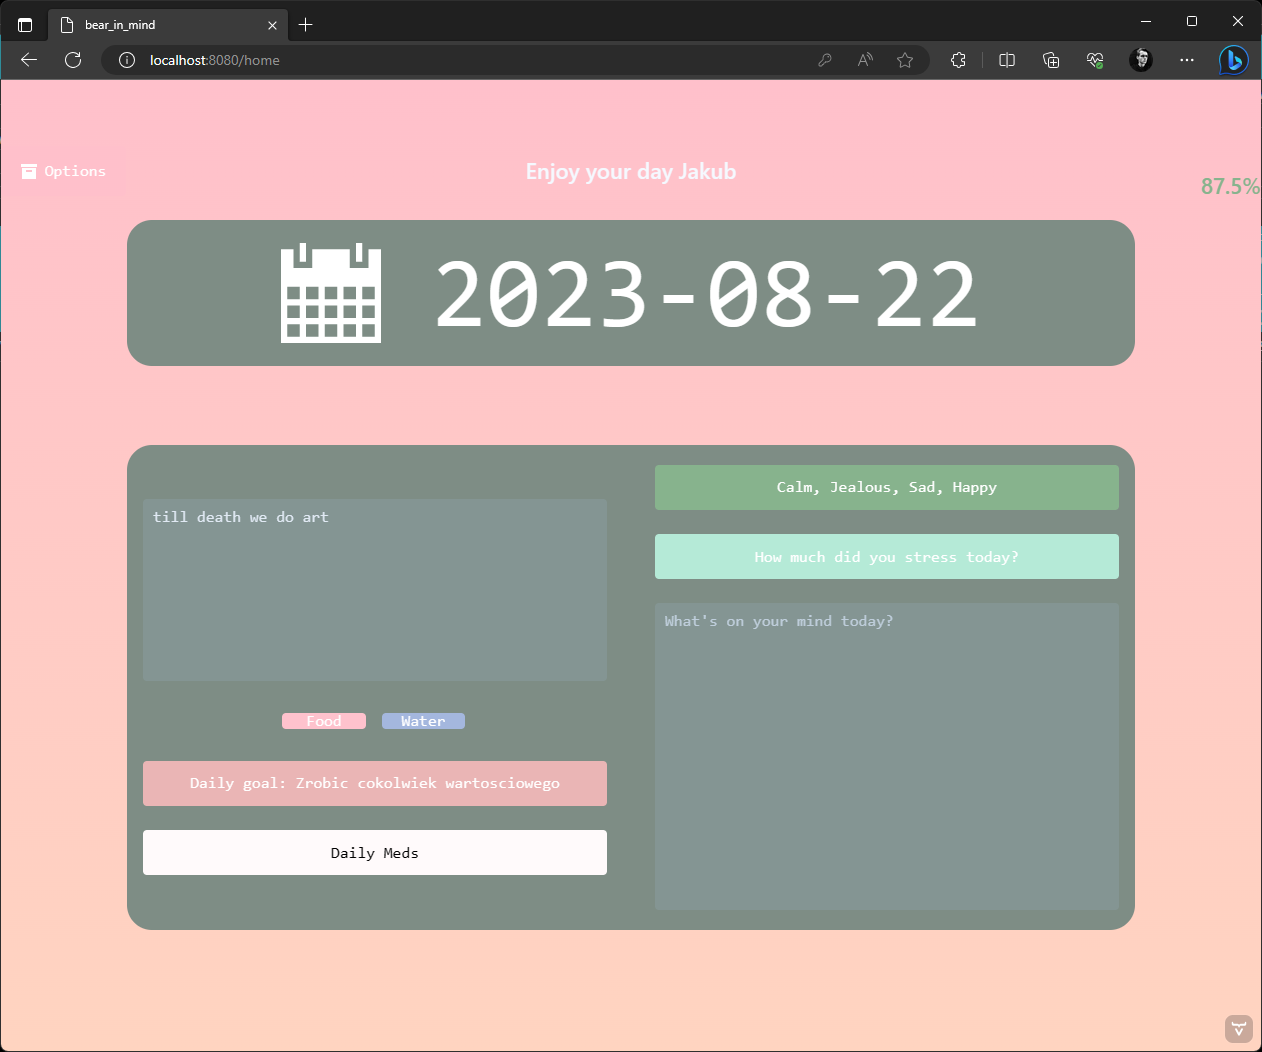 bear_in_mind
localhost:8080/home
Options
Enjoy your day Jakub
87.5%
2023-08-22
till death we do art
Food
Water
Daily goal: Zrobic cokolwiek wartosciowego
Daily Meds
Calm, Jealous, Sad, Happy
How much did you stress today?
What's on your mind today?